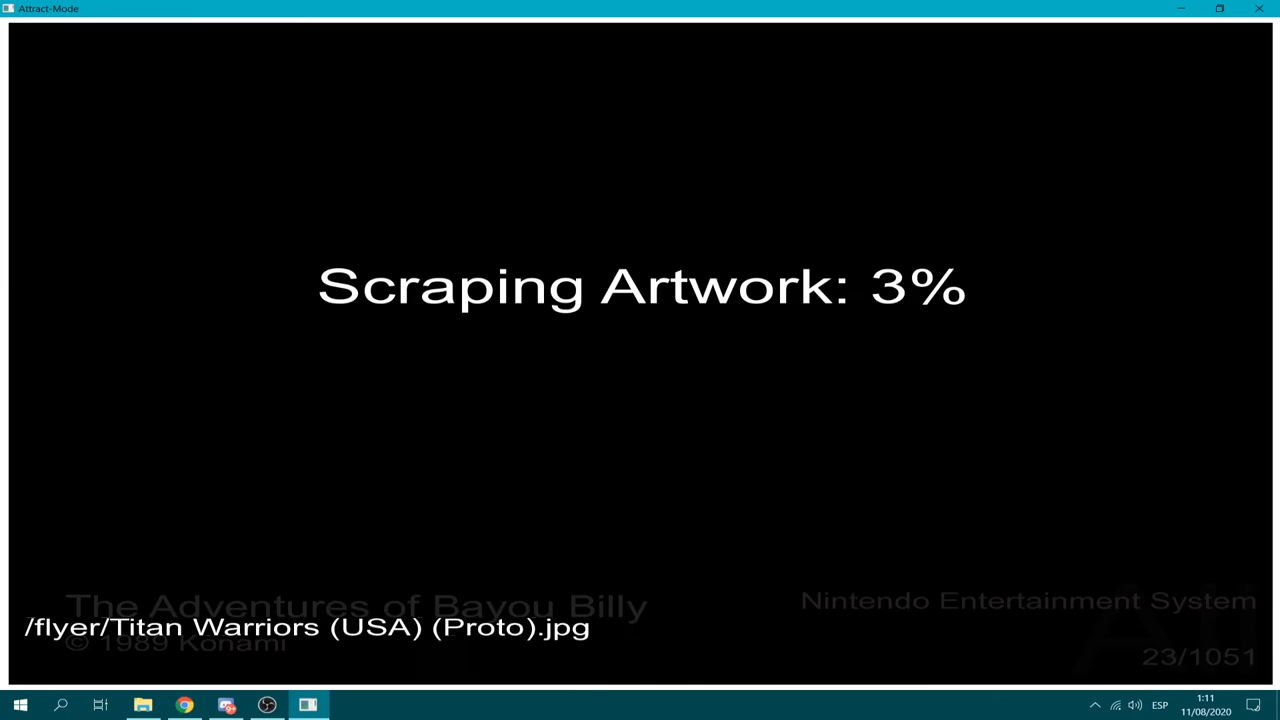 Attract-Mode
Scraping Artwork: 3%
The Adventures of Bayou Billy
Nintendo Entertainment System
/flyer/Titan Warriors (USA) (Proto).jpg
© 1989 Konami
23/1051
ESP
1:11
11/08/2020